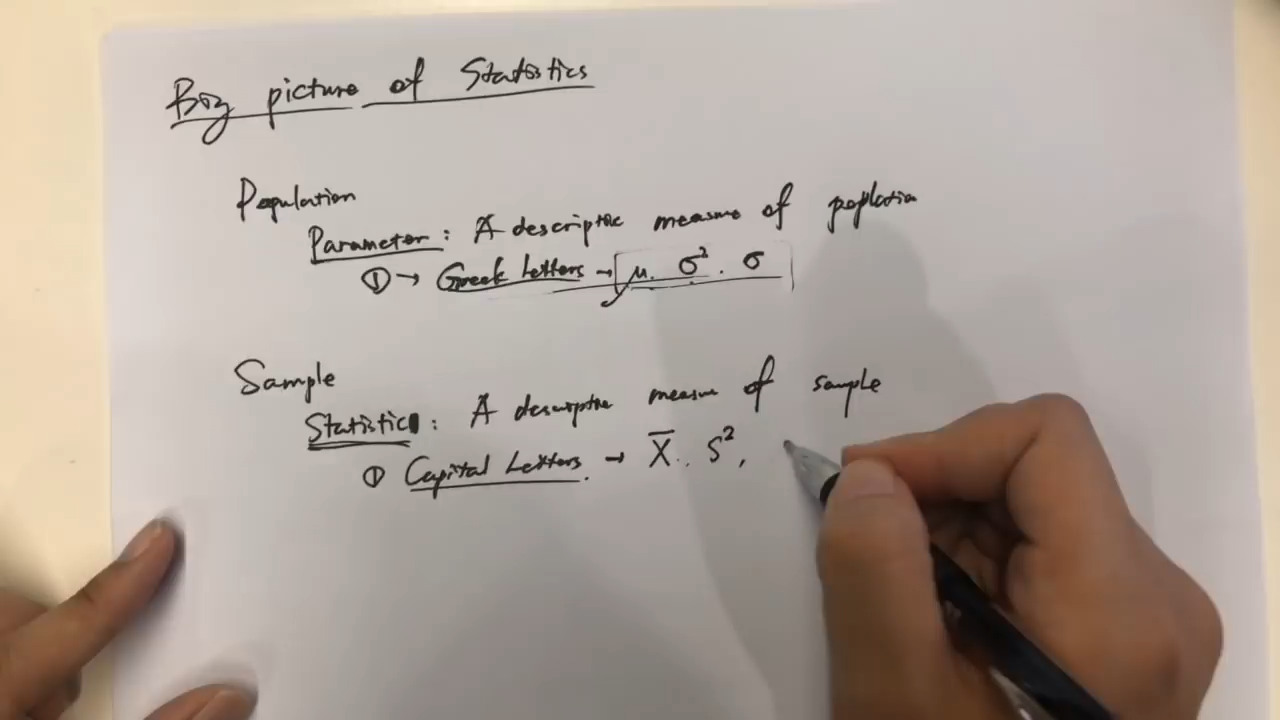 Big picture of Statistics
Population
Parameter : A descriptive measure of poplation
① → Greek Letters → μ. σ². σ
Sample
Statistic : A descriptive measure of sample
① Capital Letters. → X̄., S²,